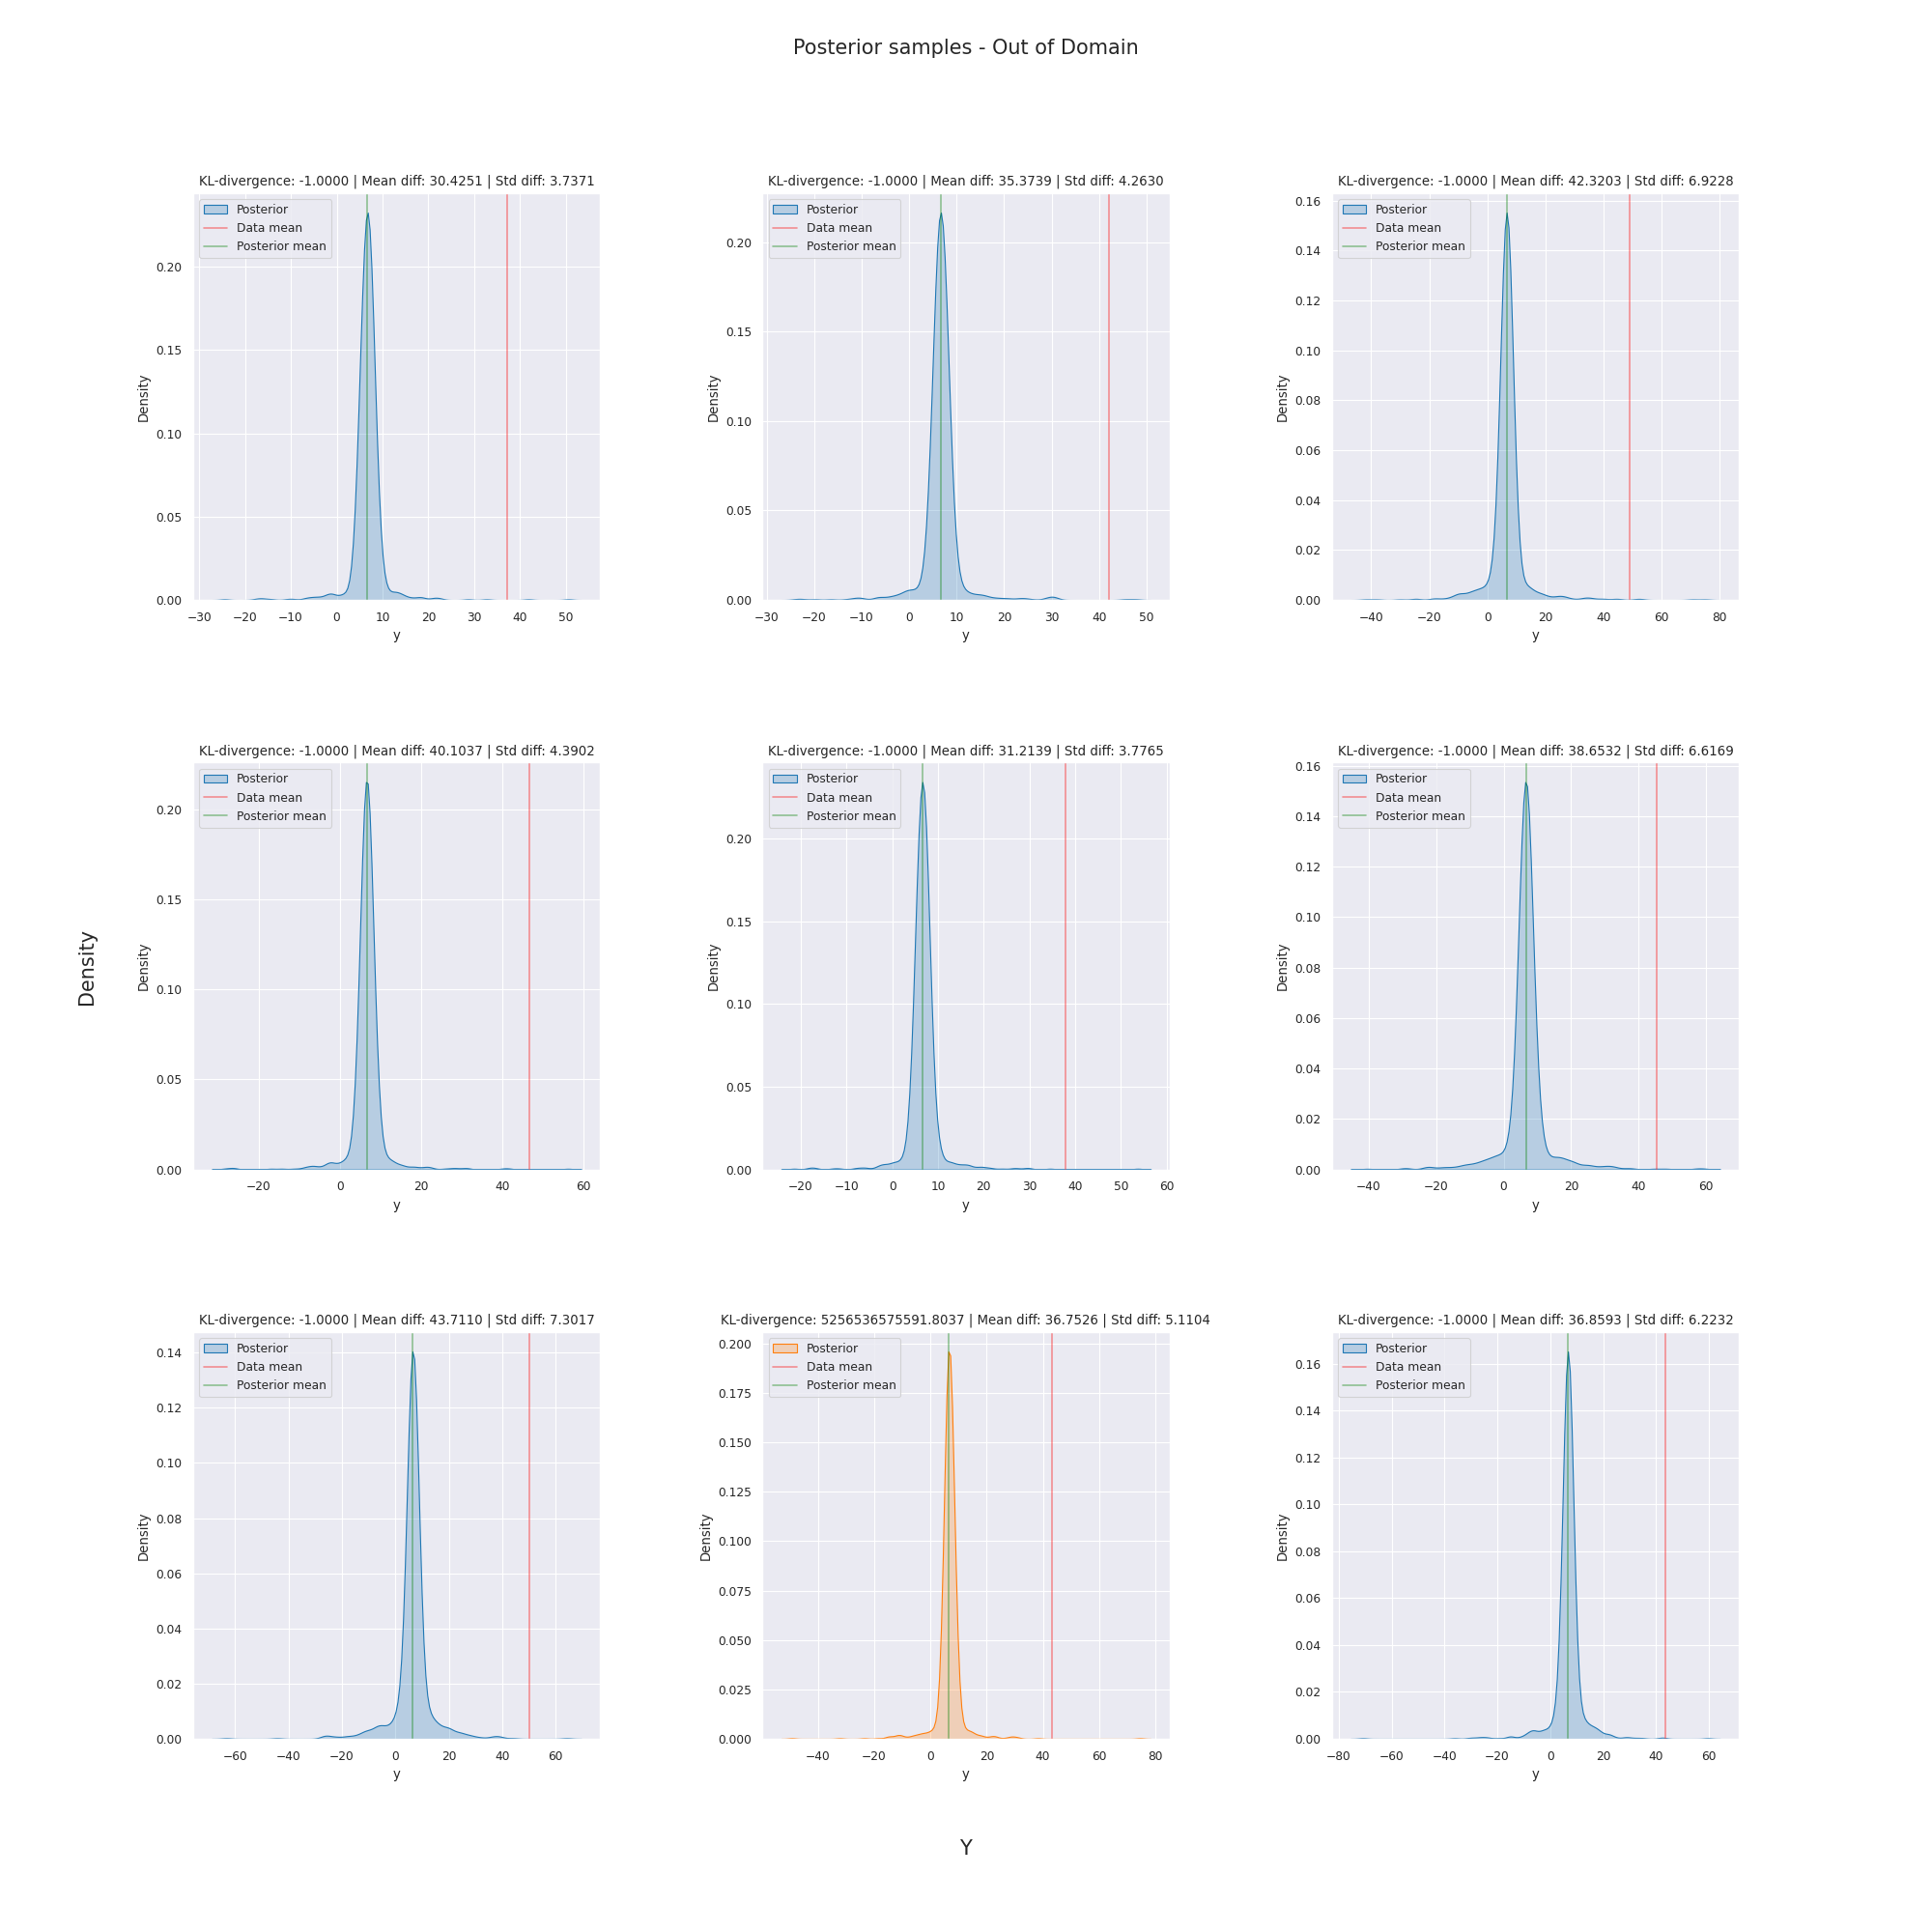 Posterior samples - Out of Domain
KL-divergence: -1.0000 | Mean diff: 30.4251 | Std diff: 3.7371
Posterior
Data mean
Posterior mean
0.20
0.15
0.10
0.05
0.00
Density
−30 −20 −10 0 10 20 30 40 50
y
KL-divergence: -1.0000 | Mean diff: 35.3739 | Std diff: 4.2630
Posterior
Data mean
Posterior mean
0.20
0.15
0.10
0.05
0.00
Density
−30 −20 −10 0 10 20 30 40 50
y
KL-divergence: -1.0000 | Mean diff: 42.3203 | Std diff: 6.9228
Posterior
Data mean
Posterior mean
0.16
0.14
0.12
0.10
0.08
0.06
0.04
0.02
0.00
Density
−40 −20 0 20 40 60 80
y
KL-divergence: -1.0000 | Mean diff: 40.1037 | Std diff: 4.3902
Posterior
Data mean
Posterior mean
0.20
0.15
0.10
0.05
0.00
Density
−20 0 20 40 60
y
KL-divergence: -1.0000 | Mean diff: 31.2139 | Std diff: 3.7765
Posterior
Data mean
Posterior mean
0.20
0.15
0.10
0.05
0.00
Density
−20 −10 0 10 20 30 40 50 60
y
KL-divergence: -1.0000 | Mean diff: 38.6532 | Std diff: 6.6169
Posterior
Data mean
Posterior mean
0.16
0.14
0.12
0.10
0.08
0.06
0.04
0.02
0.00
Density
−40 −20 0 20 40 60
y
Density
KL-divergence: -1.0000 | Mean diff: 43.7110 | Std diff: 7.3017
Posterior
Data mean
Posterior mean
0.14
0.12
0.10
0.08
0.06
0.04
0.02
0.00
Density
−60 −40 −20 0 20 40 60
y
KL-divergence: 5256536575591.8037 | Mean diff: 36.7526 | Std diff: 5.1104
Posterior
Data mean
Posterior mean
0.200
0.175
0.150
0.125
0.100
0.075
0.050
0.025
0.000
Density
−40 −20 0 20 40 60 80
y
KL-divergence: -1.0000 | Mean diff: 36.8593 | Std diff: 6.2232
Posterior
Data mean
Posterior mean
0.16
0.14
0.12
0.10
0.08
0.06
0.04
0.02
0.00
Density
−80 −60 −40 −20 0 20 40 60
y
Y